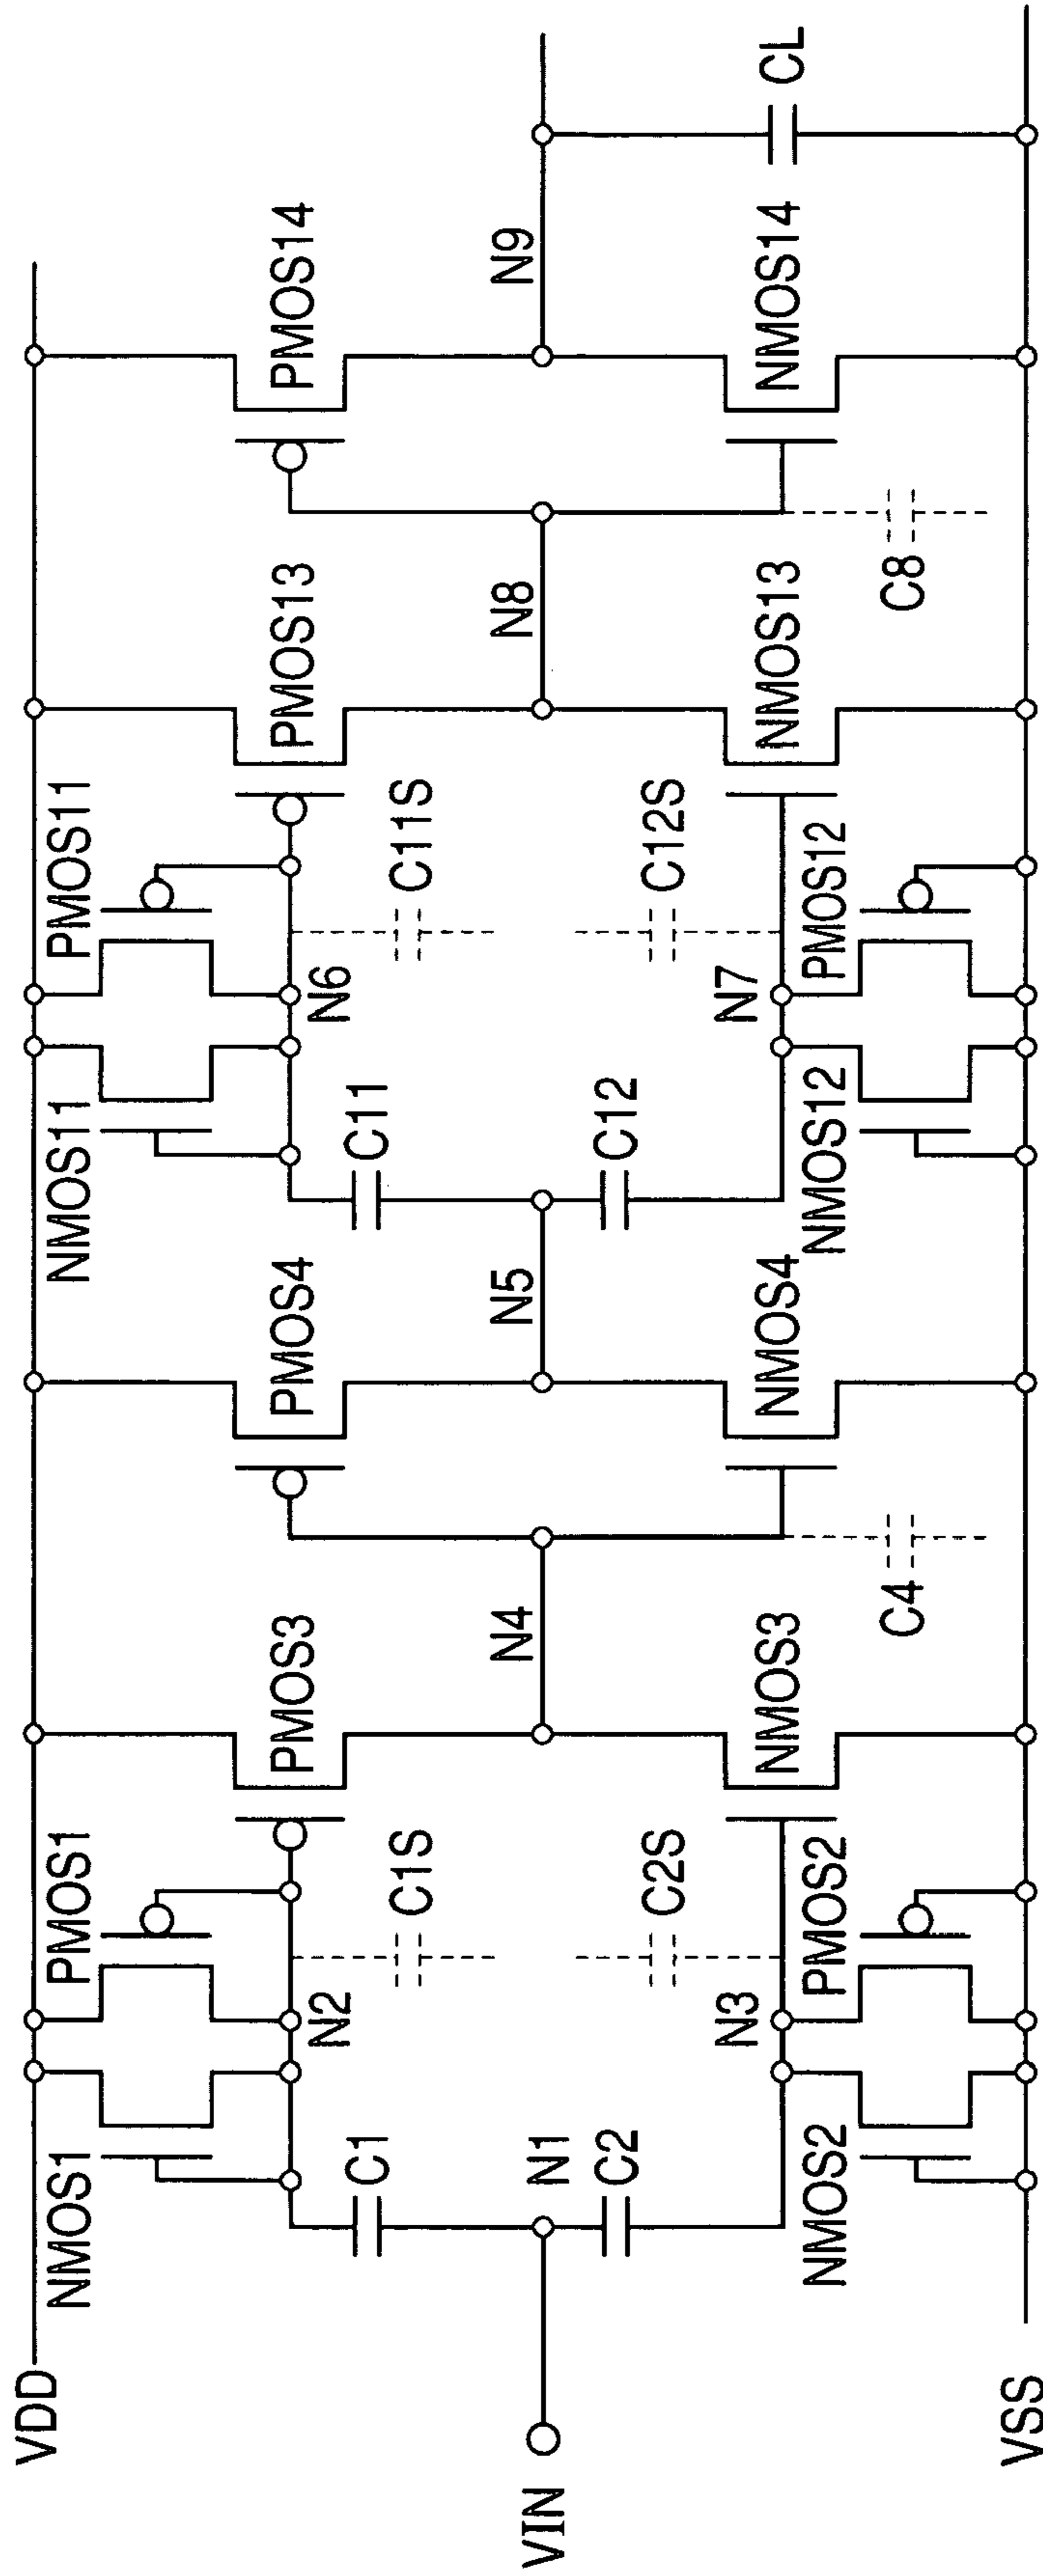 VDD
NMOS1
PMOS1
NMOS11
PMOS11
PMOS3
PMOS4
PMOS13
PMOS14
N2
N6
C1
C1S
C11
C11S
VIN
N1
N4
N5
N8
N9
C2
C2S
C12
C12S
CL
N3
N7
NMOS3
NMOS4
NMOS13
NMOS14
NMOS2
PMOS2
NMOS12
PMOS12
C4
C8
VSS